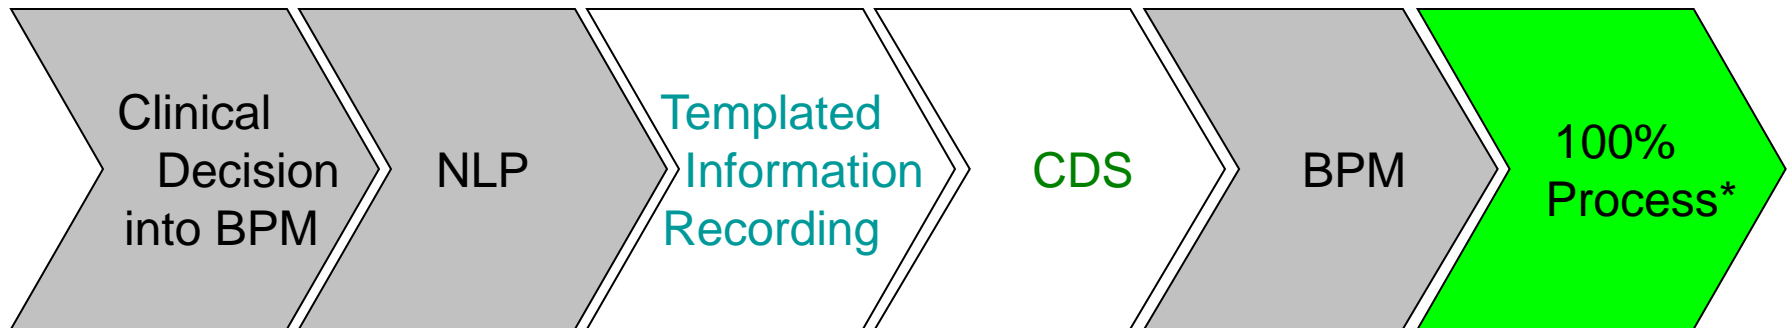 Clinical
Decision
into BPM
NLP
Templated
Information
Recording
CDS
BPM
100%
Process*